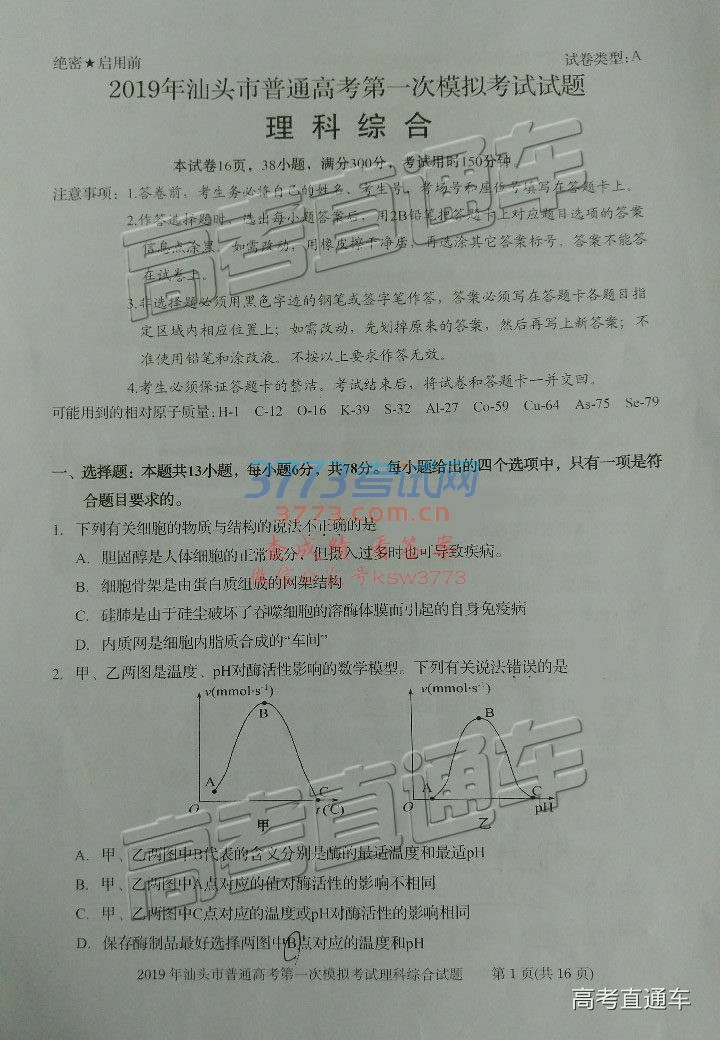 绝密★启用前
试卷类型：A
2019年汕头市普通高考第一次模拟考试试题
理科综合
本试卷16页，38小题，满分300分，考试用时150分钟。
注意事项：1.答卷前，考生务必将自己的姓名、考生号、考场号和座位号填写在答题卡上。
2.作答选择题时，选出每小题答案后，用2B铅笔把答题卡上对应题目选项的答案
信息点涂黑，如需改动，用橡皮擦干净后，再选涂其它答案标号，答案不能答
在试卷上。
3.非选择题必须用黑色字迹的钢笔或签字笔作答，答案必须写在答题卡各题目指
定区域内相应位置上；如需改动，先划掉原来的答案，然后再写上新答案；不
准使用铅笔和涂改液。不按以上要求作答无效。
4.考生必须保证答题卡的整洁。考试结束后，将试卷和答题卡一并交回。
可能用到的相对原子质量：H-1 C-12 O-16 K-39 S-32 Al-27 Co-59 Cu-64 As-75 Se-79
一、选择题：本题共13小题，每小题6分，共78分。每小题给出的四个选项中，只有一项是符
合题目要求的。
3773考试网
3773.com.cn
查成绩 看答案
微信公众号ksw3773
1. 下列有关细胞的物质与结构的说法不正确的是
A. 胆固醇是人体细胞的正常成分，但摄入过多时也可导致疾病。
B. 细胞骨架是由蛋白质组成的网架结构
C. 硅肺是由于硅尘破坏了吞噬细胞的溶酶体膜而引起的自身免疫病
D. 内质网是细胞内脂质合成的“车间”
2. 甲、乙两图是温度、pH对酶活性影响的数学模型。下列有关说法错误的是
v(mmol·s⁻¹)
B
A
C
O
t(℃)
甲
v(mmol·s⁻¹)
B
A
C
O
pH
乙
A. 甲、乙两图中B代表的含义分别是酶的最适温度和最适pH
B. 甲、乙两图中A点对应的值对酶活性的影响不相同
C. 甲、乙两图中C点对应的温度或pH对酶活性的影响相同
D. 保存酶制品最好选择两图中B点对应的温度和pH
2019年汕头市普通高考第一次模拟考试理科综合试题 第1页(共16页)
高考直通车
高考直通车
高考直通车